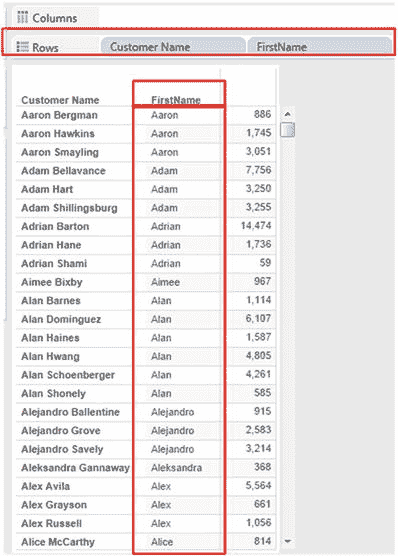 Columns
Rows Customer Name FirstName
Customer Name FirstName
Aaron Bergman Aaron 886
Aaron Hawkins Aaron 1,745
Aaron Smayling Aaron 3,051
Adam Bellavance Adam 7,756
Adam Hart Adam 3,250
Adam Shillingsburg Adam 3,255
Adrian Barton Adrian 14,474
Adrian Hane Adrian 1,736
Adrian Shami Adrian 59
Aimee Bixby Aimee 967
Alan Barnes Alan 1,114
Alan Dominguez Alan 6,107
Alan Haines Alan 1,587
Alan Hwang Alan 4,805
Alan Schoenberger Alan 4,261
Alan Shonely Alan 585
Alejandro Ballentine Alejandro 915
Alejandro Grove Alejandro 2,583
Alejandro Savely Alejandro 3,214
Aleksandra Gannaway Aleksandra 368
Alex Avila Alex 5,564
Alex Grayson Alex 661
Alex Russell Alex 1,056
Alice McCarthy Alice 814